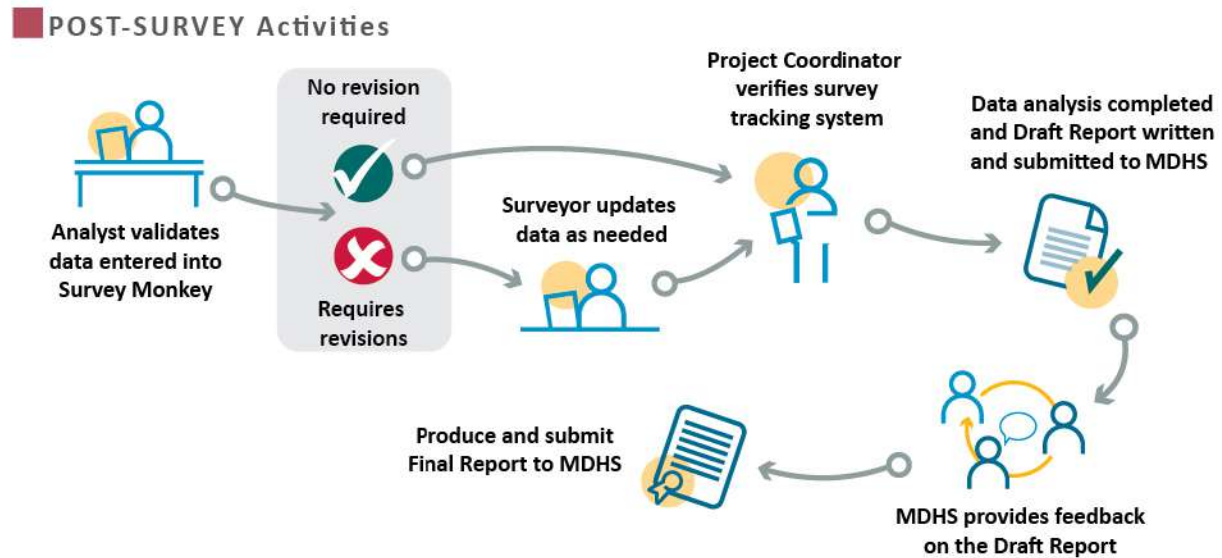 POST-SURVEY Activities
Analyst validates
data entered into
Survey Monkey
No revision
required
Requires
revisions
Surveyor updates
data as needed
Project Coordinator
verifies survey
tracking system
Data analysis completed
and Draft Report written
and submitted to MDHS
MDHS provides feedback
on the Draft Report
Produce and submit
Final Report to MDHS